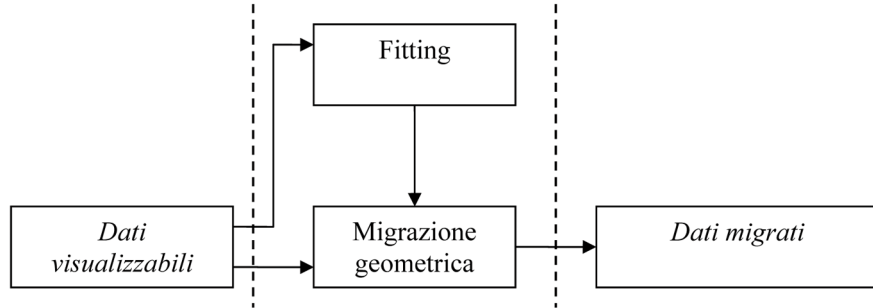 Fitting
Dati
visualizzabili
Migrazione
geometrica
Dati migrati